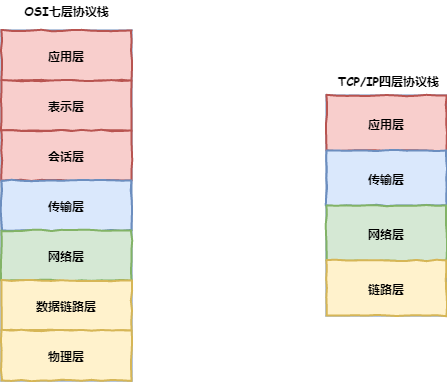 OSI七层协议栈
应用层
表示层
会话层
传输层
网络层
数据链路层
物理层
TCP/IP四层协议栈
应用层
传输层
网络层
链路层